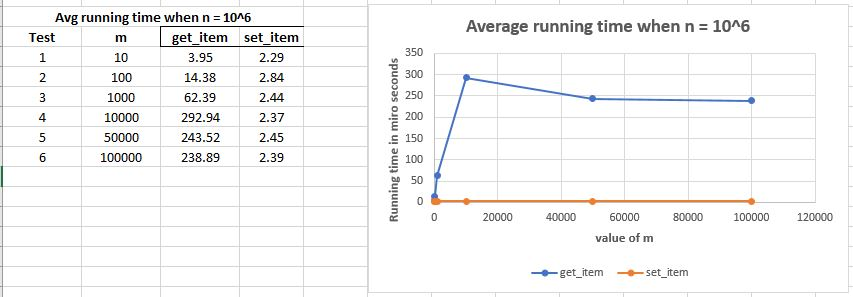 Avg running time when n = 10^6
Test m get_item set_item
1 10 3.95 2.29
2 100 14.38 2.84
3 1000 62.39 2.44
4 10000 292.94 2.37
5 50000 243.52 2.45
6 100000 238.89 2.39
Average running time when n = 10^6
Running time in miro seconds
350
300
250
200
150
100
50
0
0 20000 40000 60000 80000 100000 120000
value of m
get_item set_item